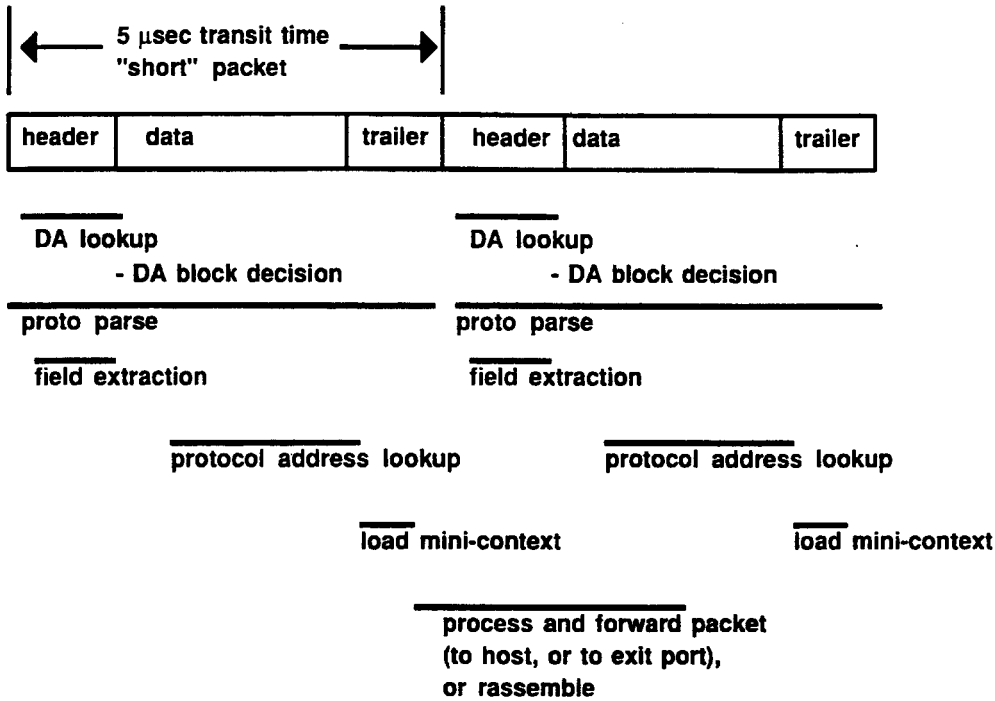 5 μsec transit time
"short" packet
header data trailer header data trailer
DA lookup DA lookup
- DA block decision - DA block decision
proto parse proto parse
field extraction field extraction
protocol address lookup protocol address lookup
load mini-context load mini-context
process and forward packet
(to host, or to exit port),
or rassemble